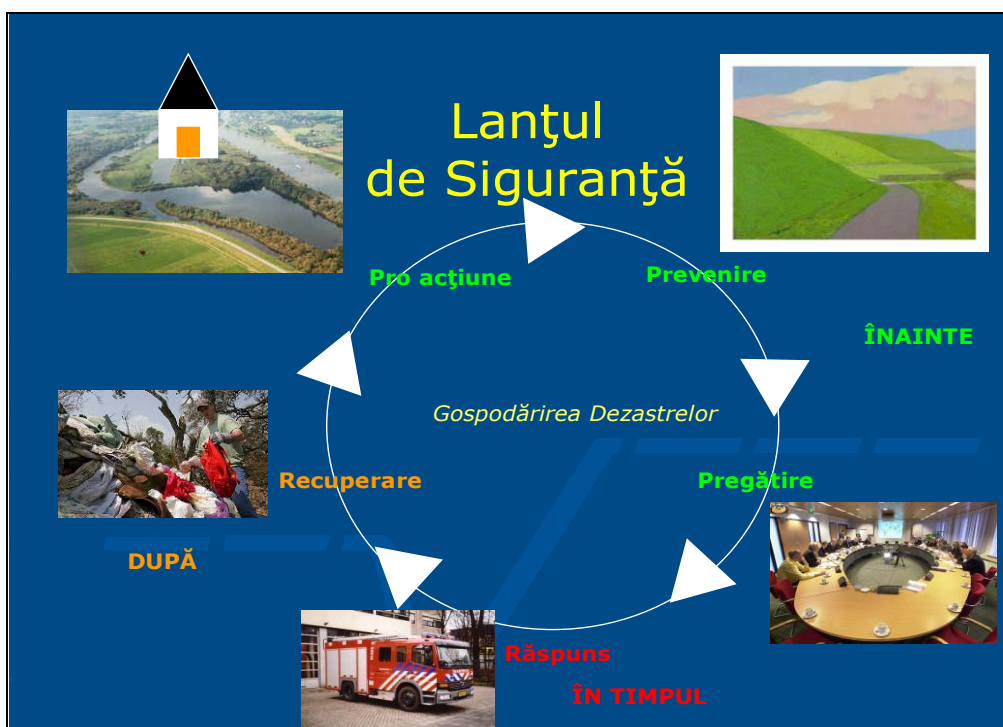 Lanţul
de Siguranţă
Pro acţiune
Prevenire
ÎNAINTE
Gospodărirea Dezastrelor
Recuperare
Pregătire
DUPĂ
Răspuns
ÎN TIMPUL